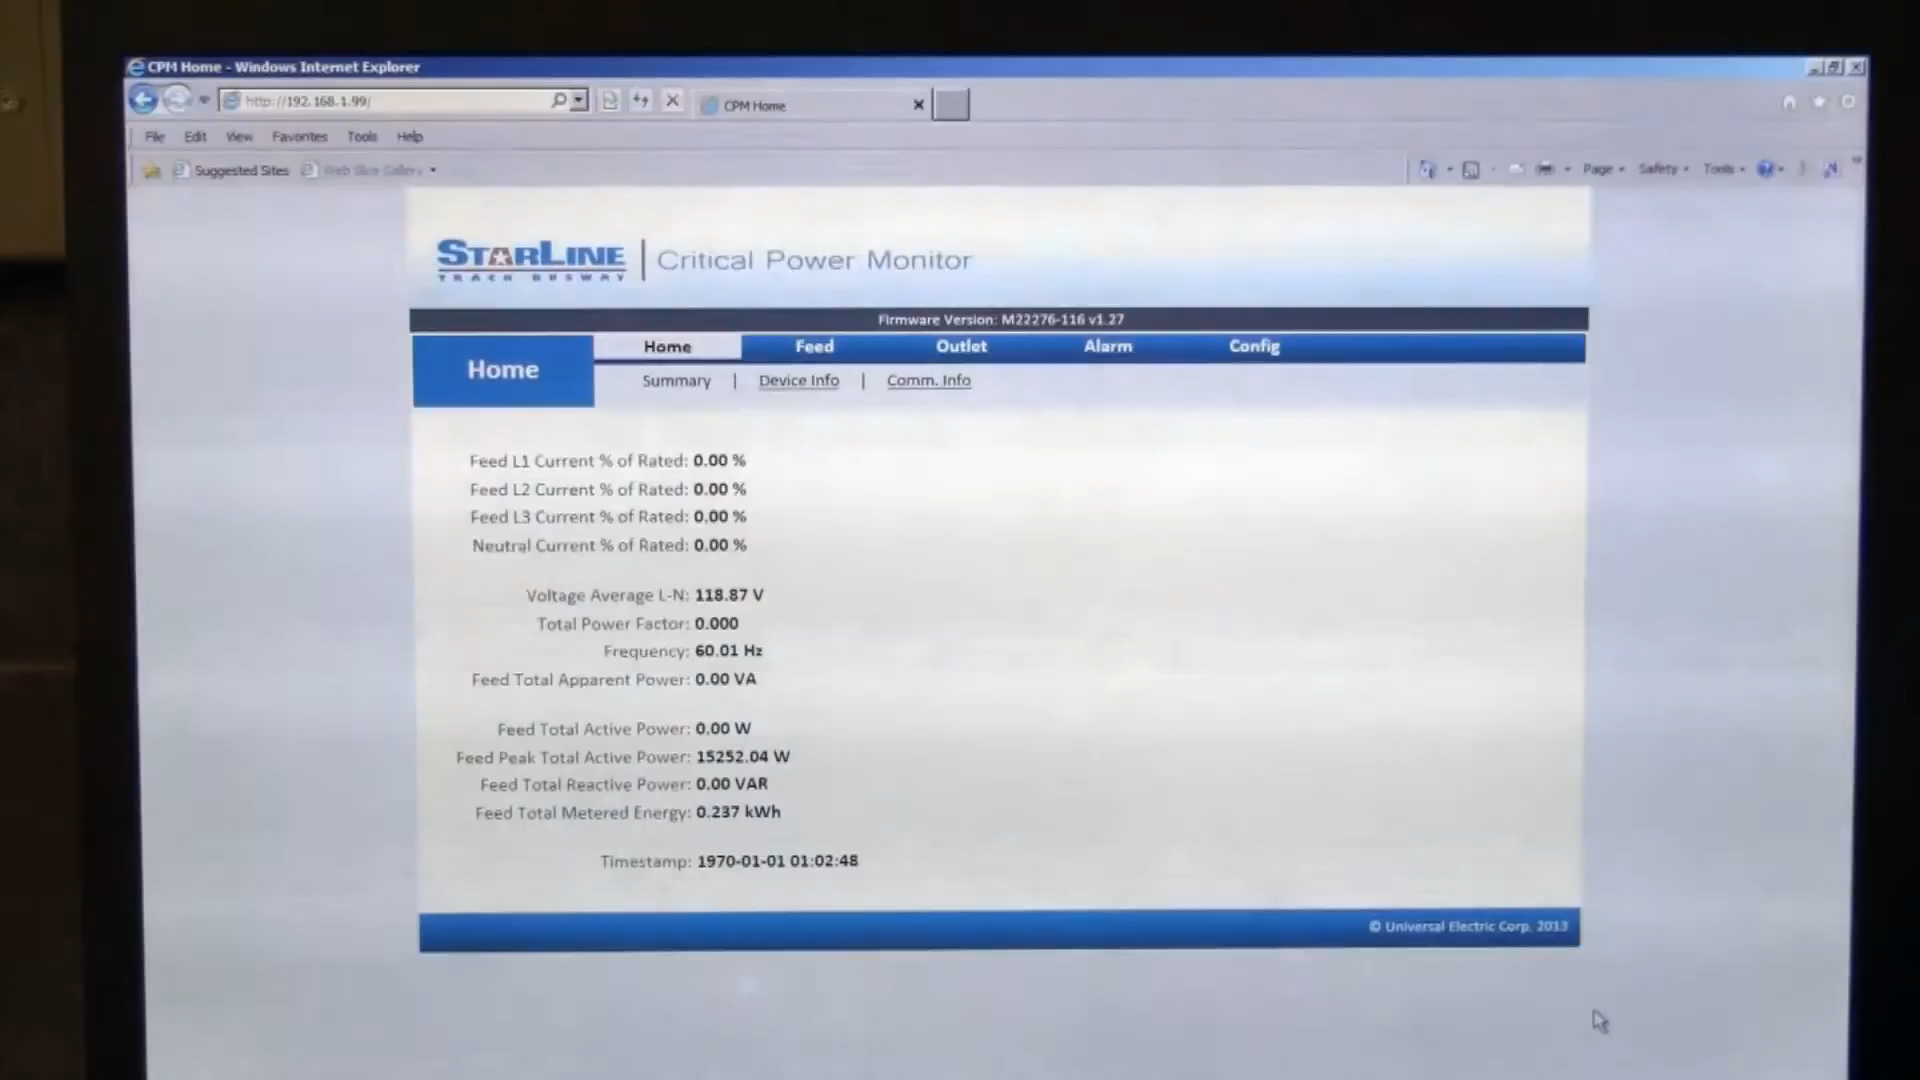 CPM Home - Windows Internet Explorer
http://192.168.1.99/
CPM Home
File Edit View Favorites Tools Help
Suggested Sites Web Slice Gallery
Page Safety Tools
STARLINE
TRACK BUSWAY
Critical Power Monitor
Firmware Version: M22276-116 v1.27
Home
Home Feed Outlet Alarm Config
Summary | Device Info | Comm. Info
Feed L1 Current % of Rated: 0.00 %
Feed L2 Current % of Rated: 0.00 %
Feed L3 Current % of Rated: 0.00 %
Neutral Current % of Rated: 0.00 %
Voltage Average L-N: 118.87 V
Total Power Factor: 0.000
Frequency: 60.01 Hz
Feed Total Apparent Power: 0.00 VA
Feed Total Active Power: 0.00 W
Feed Peak Total Active Power: 15252.04 W
Feed Total Reactive Power: 0.00 VAR
Feed Total Metered Energy: 0.237 kWh
Timestamp: 1970-01-01 01:02:48
© Universal Electric Corp. 2013